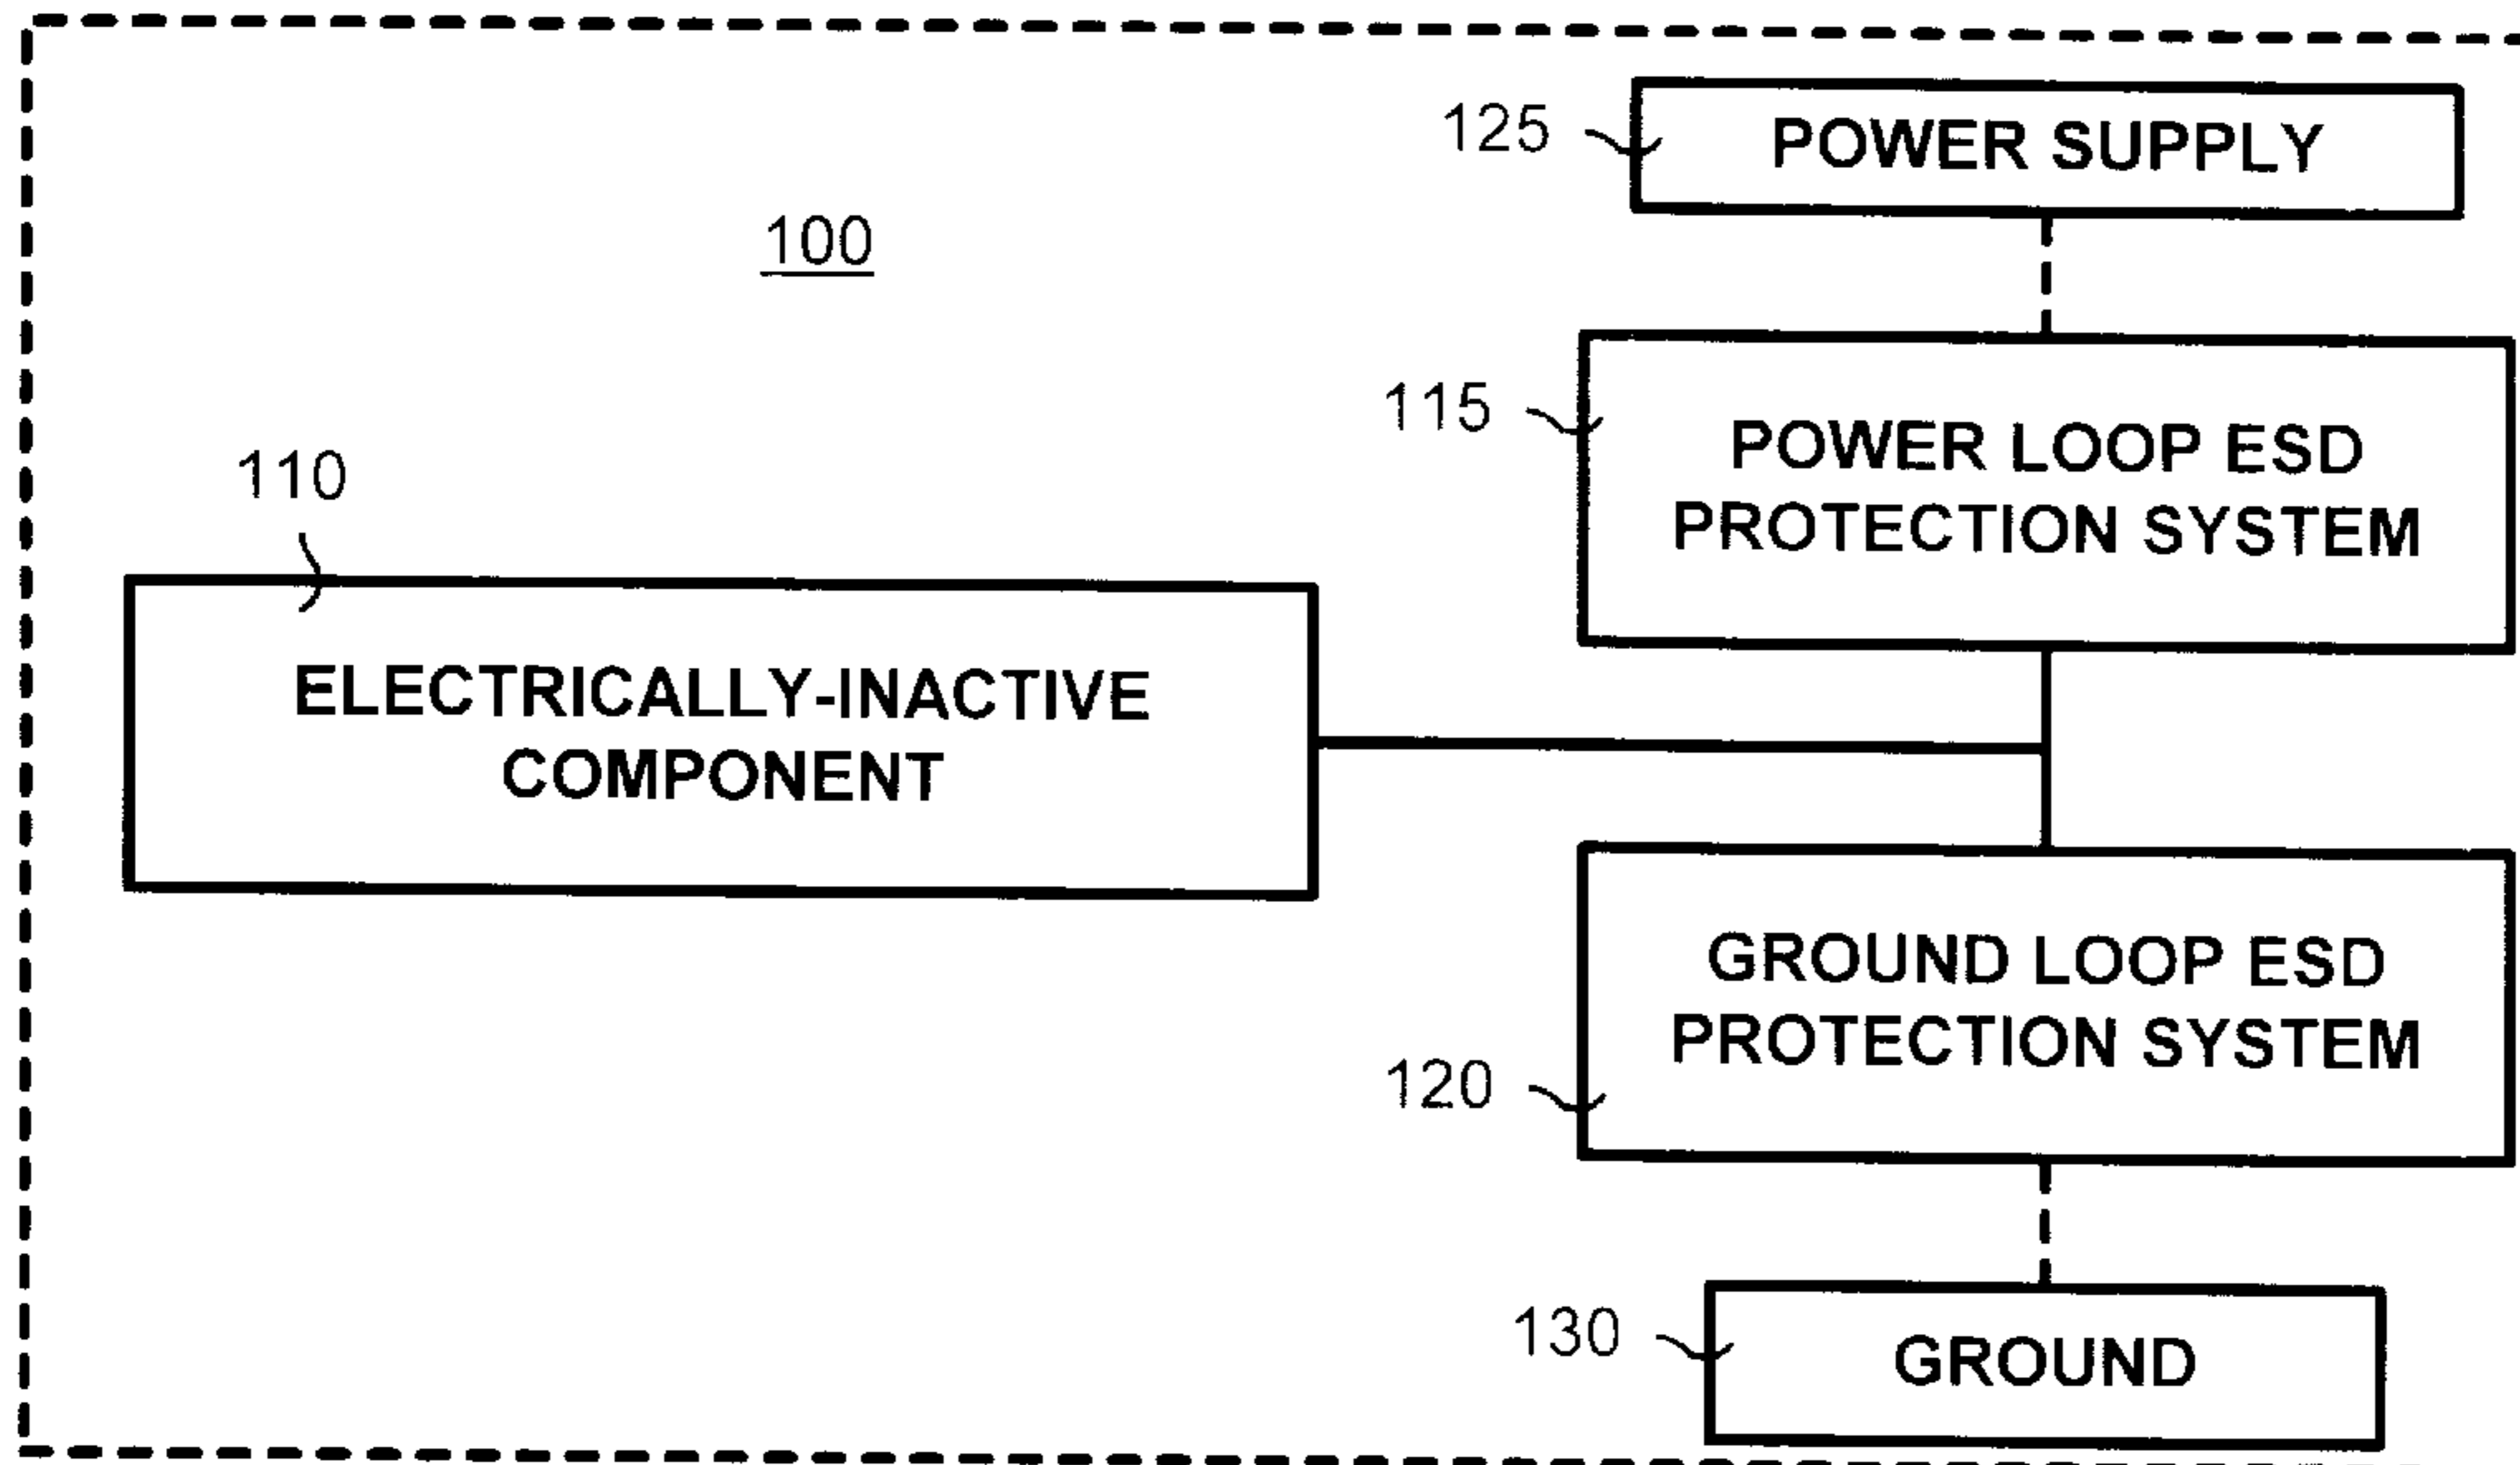 125
POWER SUPPLY
100
115
POWER LOOP ESD
PROTECTION SYSTEM
110
ELECTRICALLY-INACTIVE
COMPONENT
GROUND LOOP ESD
PROTECTION SYSTEM
120
130
GROUND